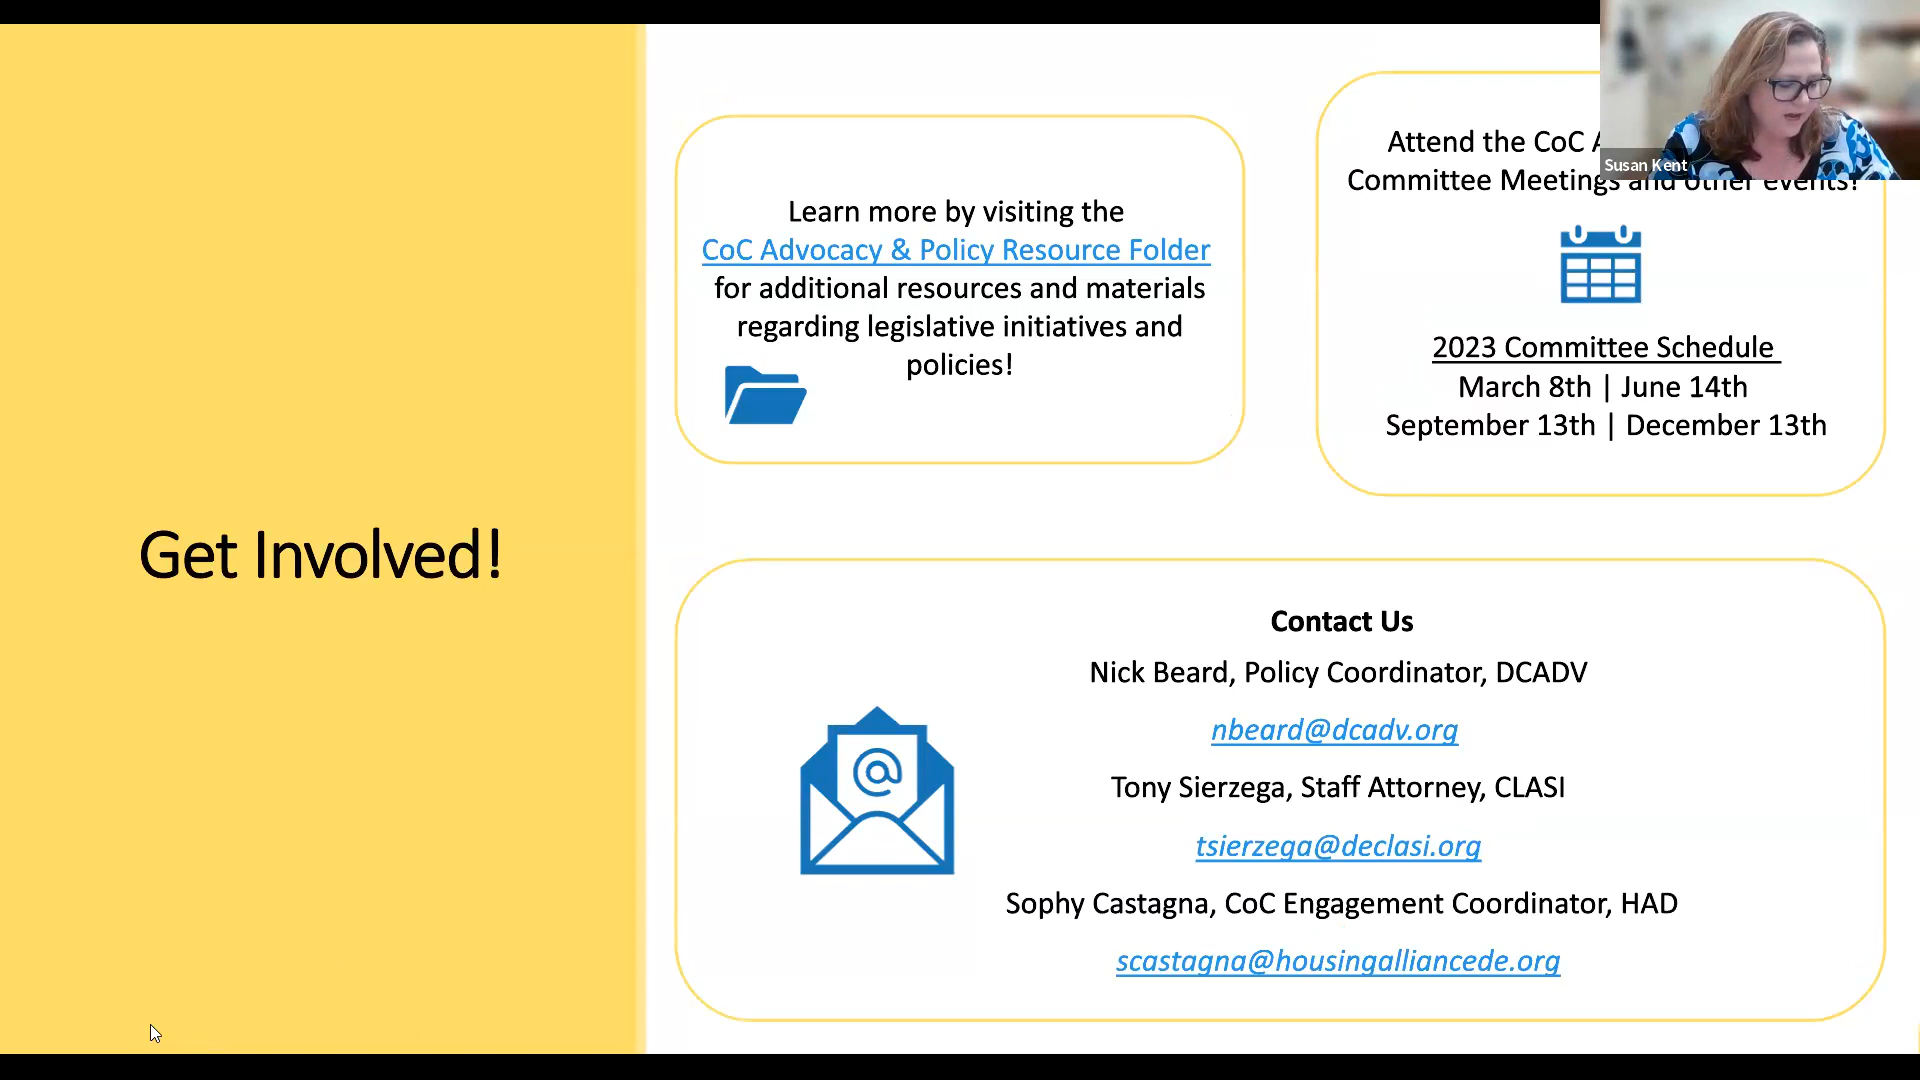 Get Involved!
Learn more by visiting the
CoC Advocacy & Policy Resource Folder
for additional resources and materials
regarding legislative initiatives and
policies!
Attend the CoC
Committee Meetings and other events!
2023 Committee Schedule
March 8th | June 14th
September 13th | December 13th
Susan Kent
Contact Us
Nick Beard, Policy Coordinator, DCADV
nbeard@dcadv.org
Tony Sierzega, Staff Attorney, CLASI
tsierzega@declasi.org
Sophy Castagna, CoC Engagement Coordinator, HAD
scastagna@housingalliancede.org
@